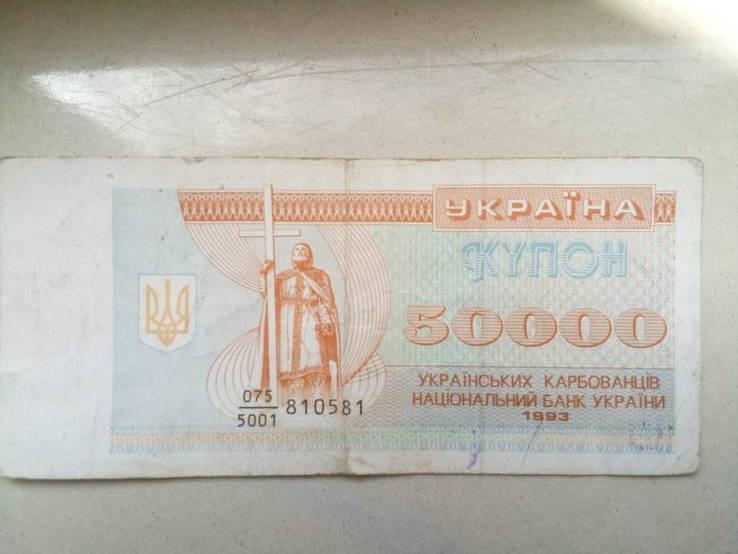 УКРАЇНА
КУПОН
50000
УКРАЇНСЬКИХ КАРБОВАНЦІВ
НАЦІОНАЛЬНИЙ БАНК УКРАЇНИ
1993
075
5001
810581